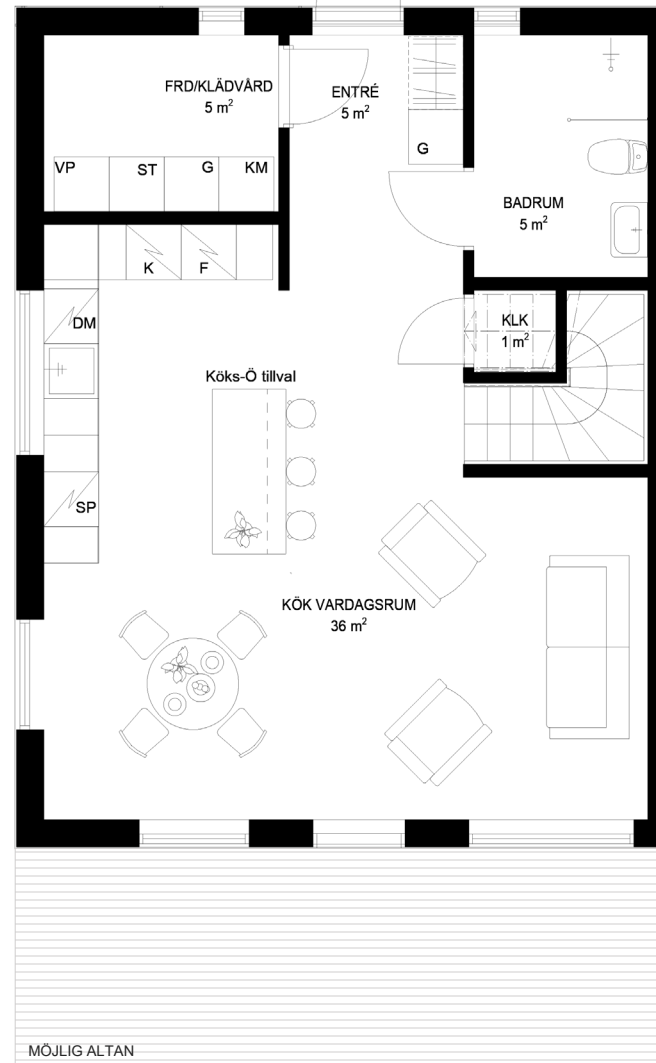 FRD/KLÄDVÅRD
5 m²
ENTRÉ
5 m²
G
VP ST G KM
BADRUM
5 m²
K F
DM
KLK
1 m²
Köks-Ö tillval
SP
KÖK VARDAGSRUM
36 m²
MÖJLIG ALTAN